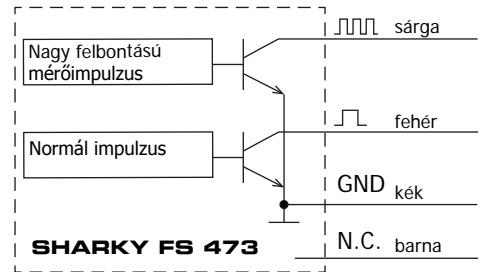 sárga
Nagy felbontású
mérőimpulzus
fehér
Normál impulzus
GND kék
SHARKY FS 473
N.C. barna